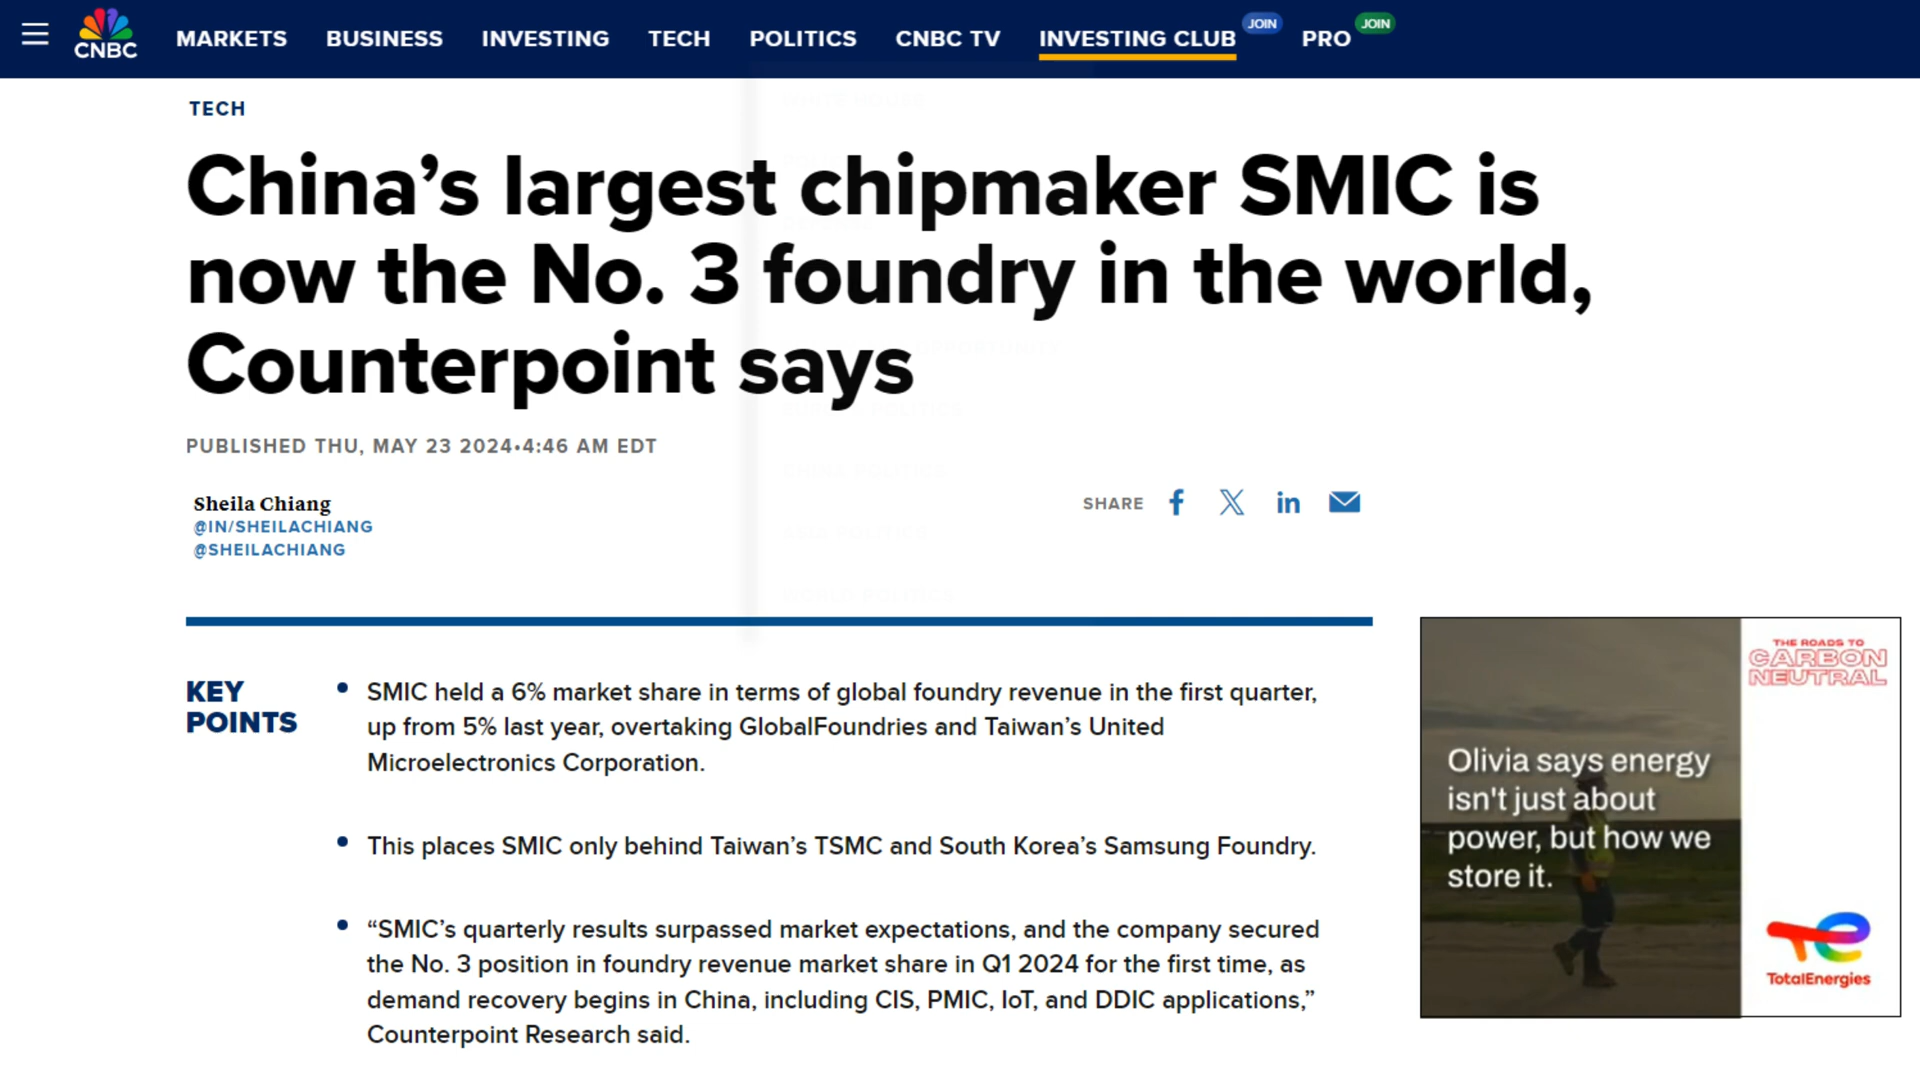 CNBC
MARKETS BUSINESS INVESTING TECH POLITICS CNBC TV INVESTING CLUB JOIN PRO JOIN
TECH
China’s largest chipmaker SMIC is
now the No. 3 foundry in the world,
Counterpoint says
PUBLISHED THU, MAY 23 2024•4:46 AM EDT
Sheila Chiang
@IN/SHEILACHIANG
@SHEILACHIANG
SHARE
KEY
POINTS
• SMIC held a 6% market share in terms of global foundry revenue in the first quarter,
up from 5% last year, overtaking GlobalFoundries and Taiwan’s United
Microelectronics Corporation.
• This places SMIC only behind Taiwan’s TSMC and South Korea’s Samsung Foundry.
• “SMIC’s quarterly results surpassed market expectations, and the company secured
the No. 3 position in foundry revenue market share in Q1 2024 for the first time, as
demand recovery begins in China, including CIS, PMIC, IoT, and DDIC applications,”
Counterpoint Research said.
THE ROADS TO
CARBON
NEUTRAL
Olivia says energy
isn't just about
power, but how we
store it.
TotalEnergies